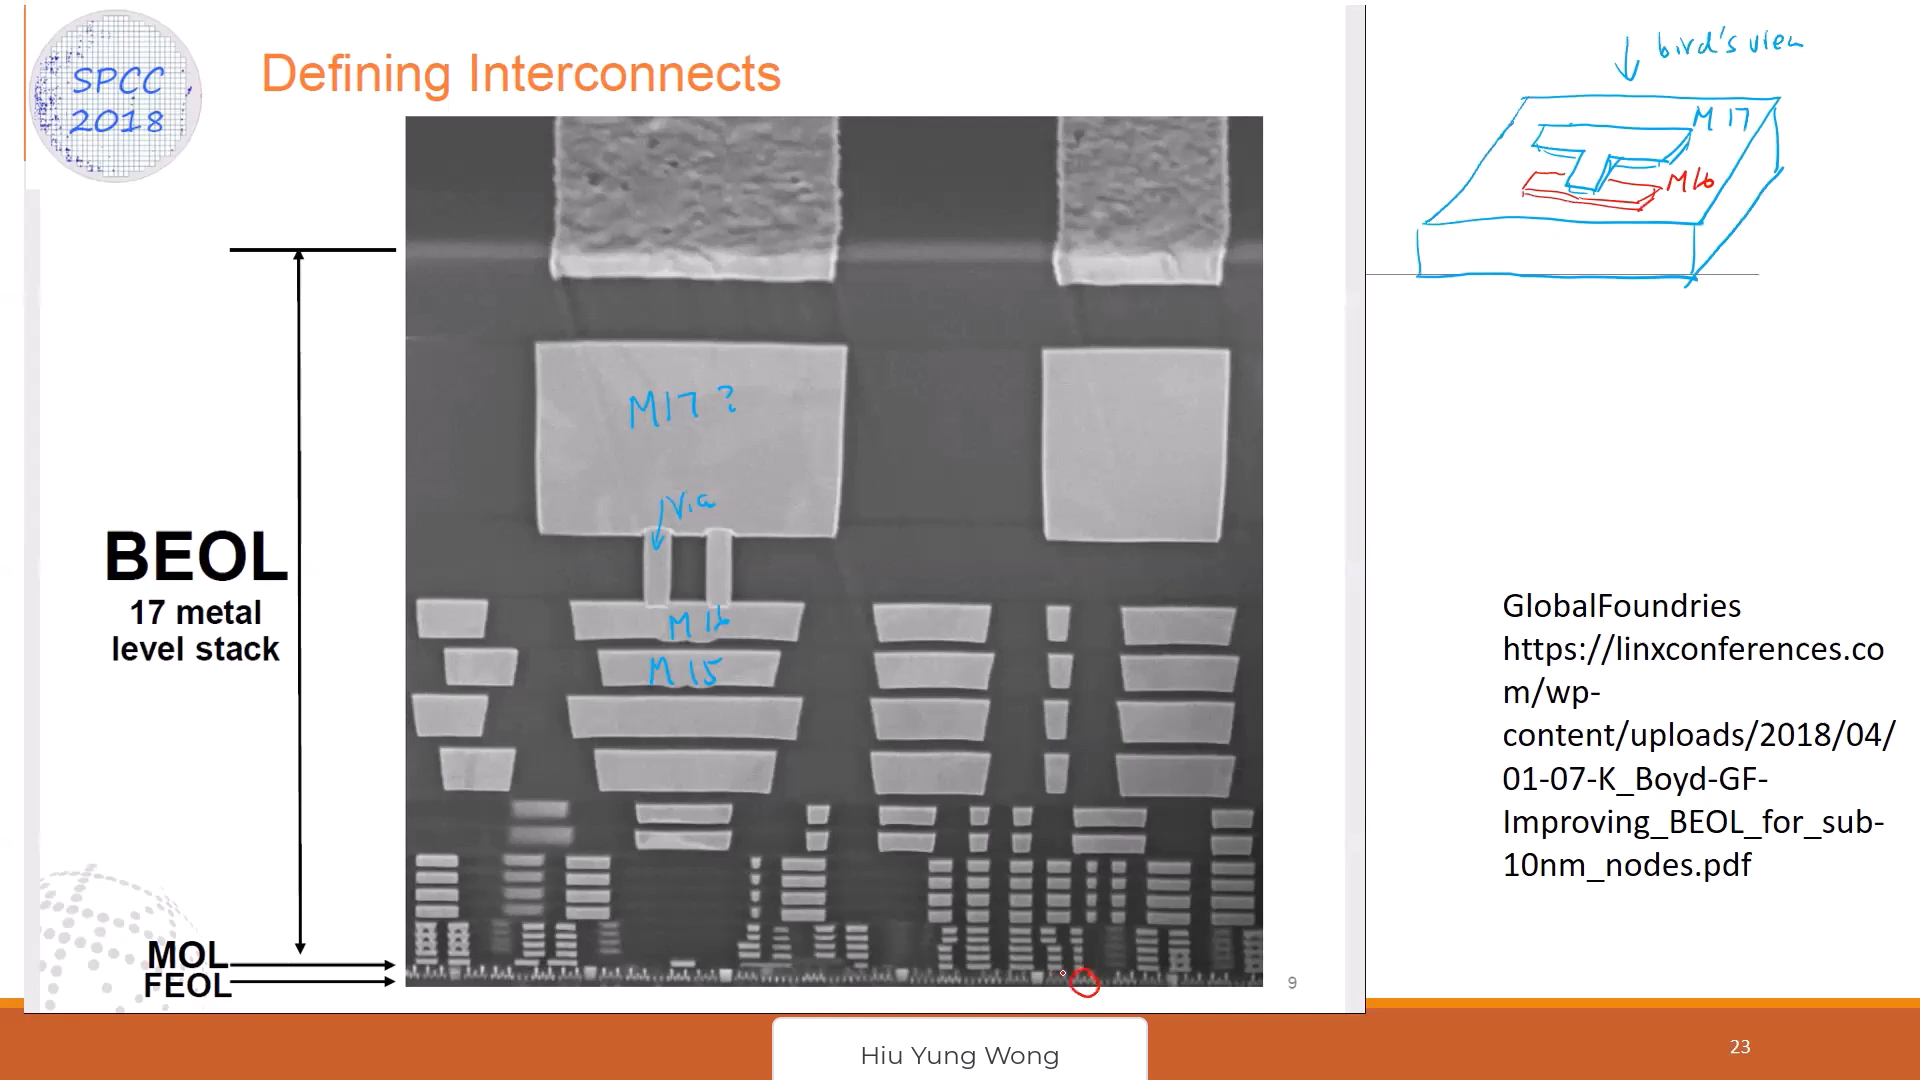 SPCC
2018
Defining Interconnects
bird's view
M 17
M16
M17 ?
Via
M 16
M 15
BEOL
17 metal
level stack
MOL
FEOL
GlobalFoundries
https://linxconferences.co
m/wp-
content/uploads/2018/04/
01-07-K_Boyd-GF-
Improving_BEOL_for_sub-
10nm_nodes.pdf
9
Hiu Yung Wong
23